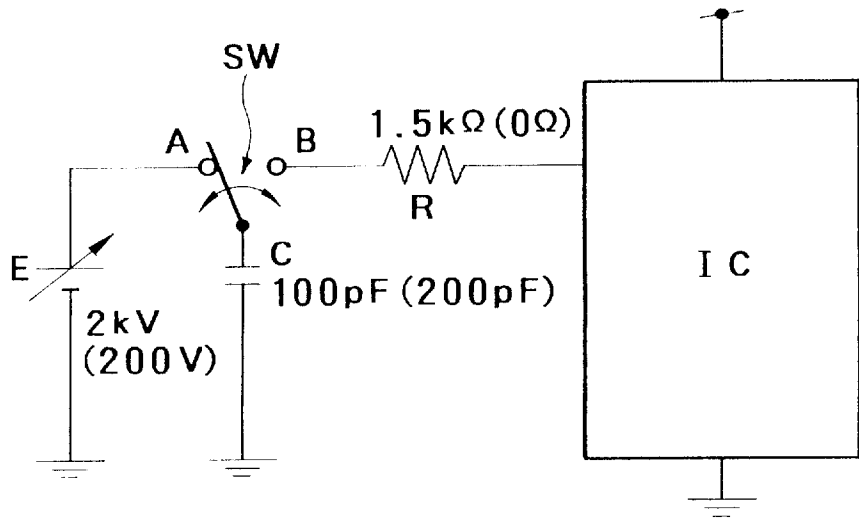 SW
1.5kΩ(0Ω)
A
B
R
E
C
100pF(200pF)
2kV
(200V)
IC